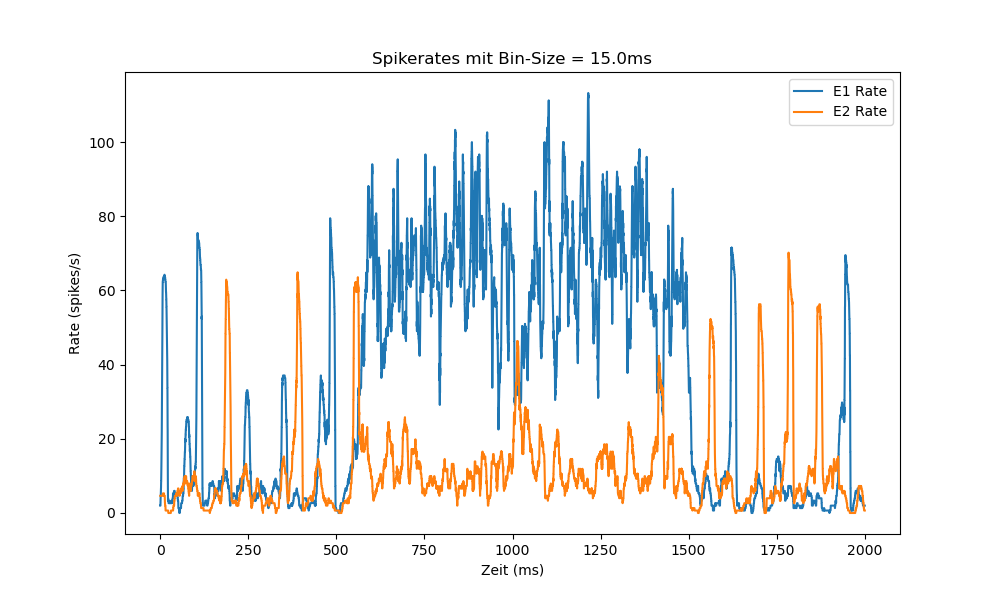 Spikerates mit Bin-Size = 15.0ms
E1 Rate
E2 Rate
100
80
60
40
20
0
Rate (spikes/s)
0 250 500 750 1000 1250 1500 1750 2000
Zeit (ms)